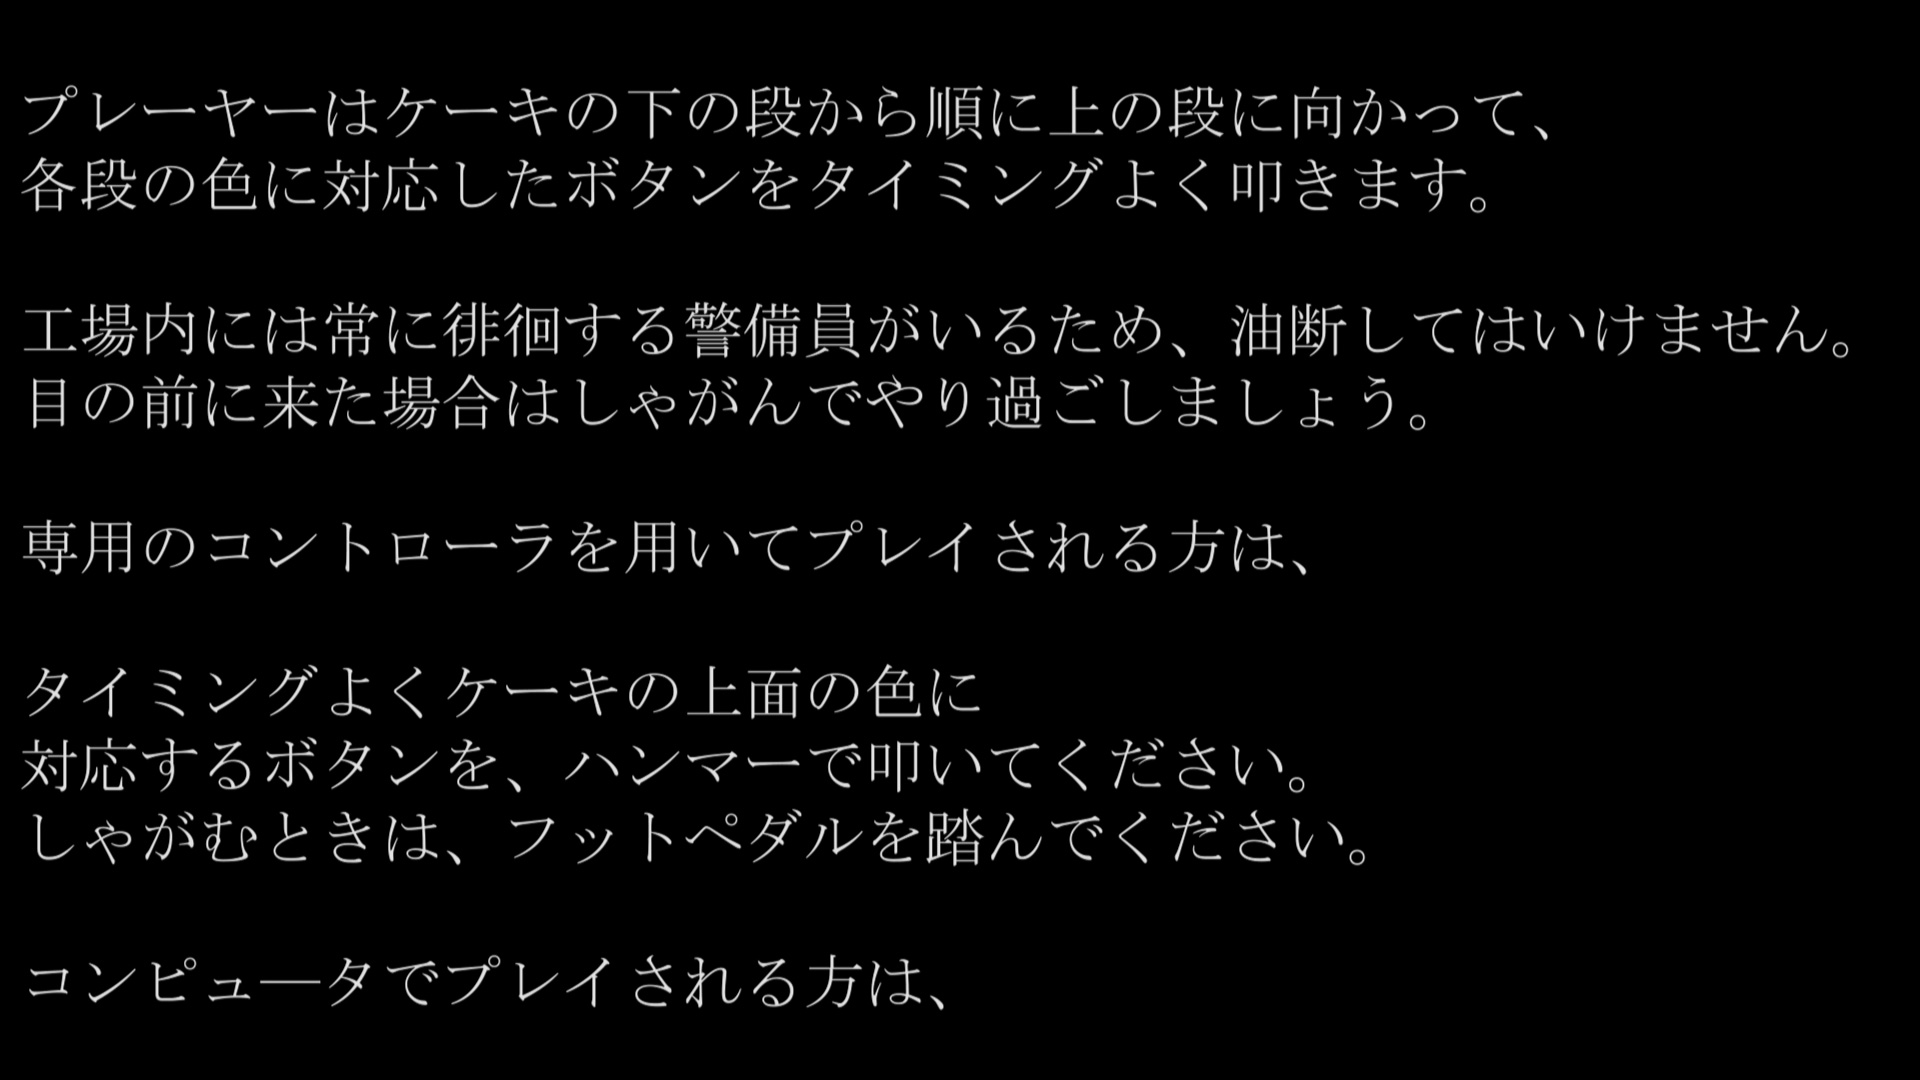 プレーヤーはケーキの下の段から順に上の段に向かって、
各段の色に対応したボタンをタイミングよく叩きます。
工場内には常に徘徊する警備員がいるため、油断してはいけません。
目の前に来た場合はしゃがんでやり過ごしましょう。
専用のコントローラを用いてプレイされる方は、
タイミングよくケーキの上面の色に
対応するボタンを、ハンマーで叩いてください。
しゃがむときは、フットペダルを踏んでください。
コンピュ―タでプレイされる方は、